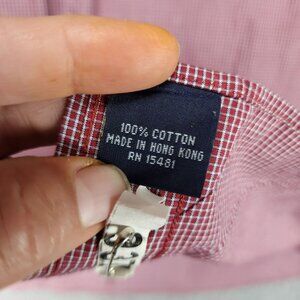 100% COTTON
MADE IN HONG KONG
RN 15481